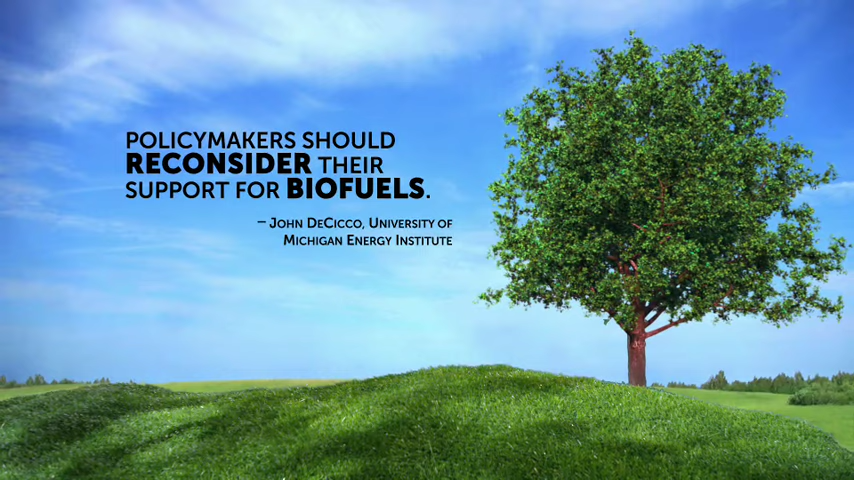 POLICYMAKERS SHOULD
RECONSIDER THEIR
SUPPORT FOR BIOFUELS.
– JOHN DECICCO, UNIVERSITY OF
MICHIGAN ENERGY INSTITUTE